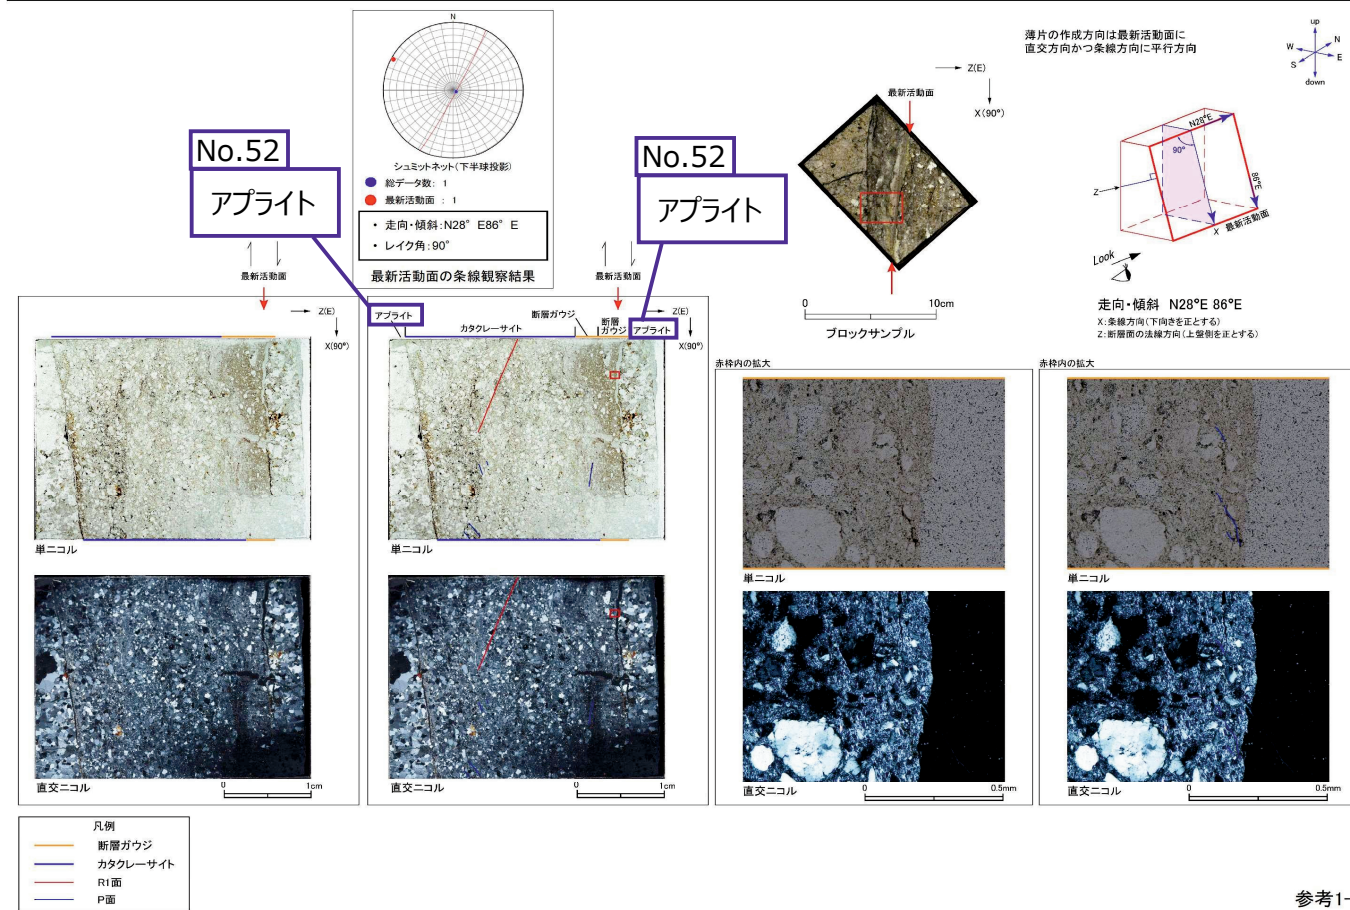 N
シュミットネット(下半球投影)
総データ数: 1
最新活動面 : 1
・ 走向・傾斜:N28°E86°E
・ レイク角:90°
最新活動面の条線観察結果
No.52
アプライト
No.52
アプライト
Z(E)
X(90°)
最新活動面
0 10cm
ブロックサンプル
薄片の作成方向は最新活動面に
直交方向かつ条線方向に平行方向
up
N
W
E
S
down
N28°E
90°
86°E
Z
X 最新活動面
Look
走向・傾斜 N28°E 86°E
X:条線方向(下向きを正とする)
Z:断層面の法線方向(上盤側を正とする)
最新活動面
Z(E)
X(90°)
単ニコル
直交ニコル
0 1cm
最新活動面
Z(E)
X(90°)
アプライト
カタクレーサイト
断層ガウジ
断層
ガウジ
アプライト
単ニコル
直交ニコル
0 1cm
赤枠内の拡大
単ニコル
直交ニコル
0 0.5mm
赤枠内の拡大
単ニコル
直交ニコル
0 0.5mm
凡例
断層ガウジ
カタクレーサイト
R1面
P面
参考1-